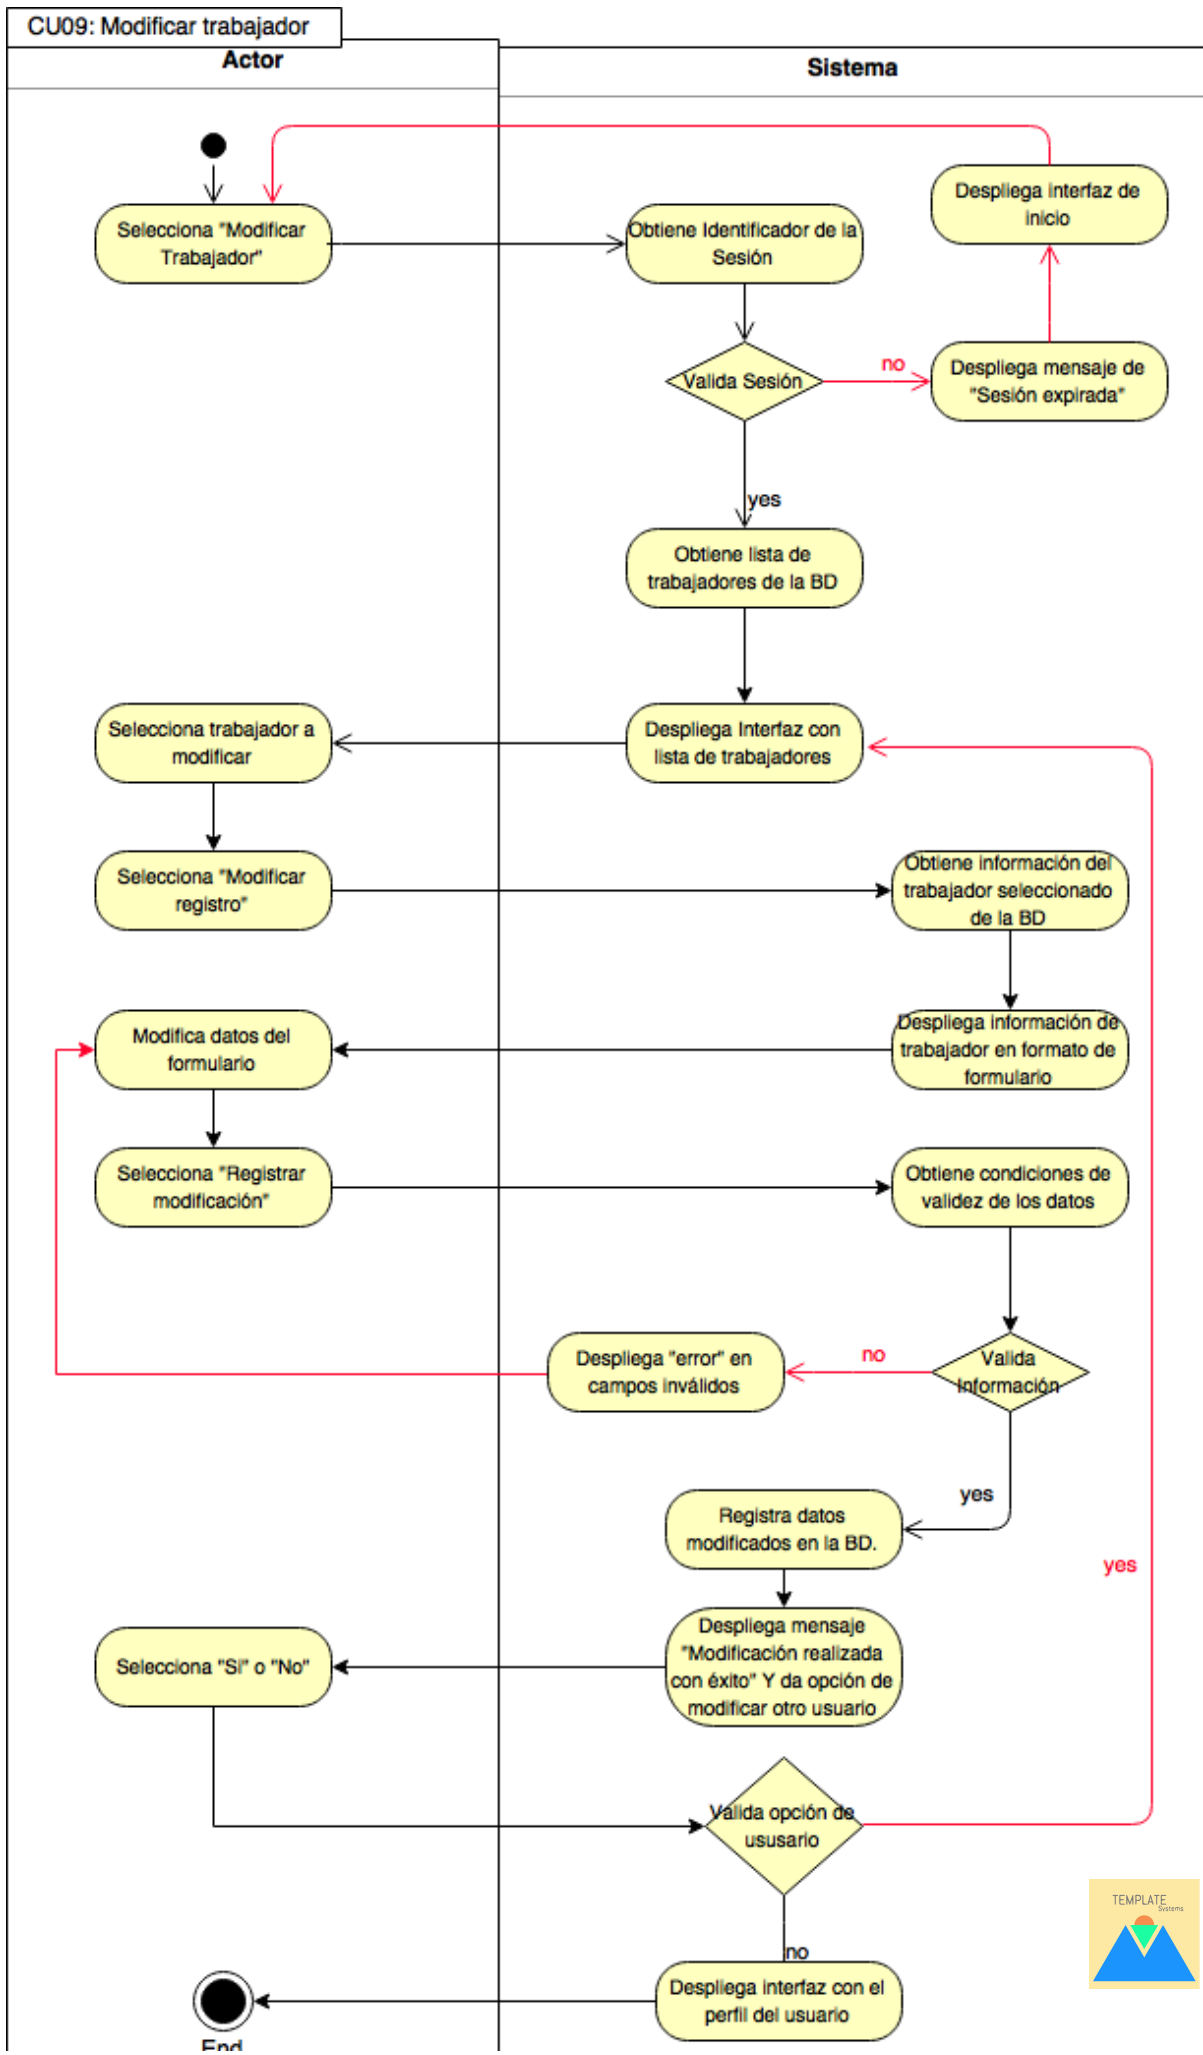 CU09: Modificar trabajador
Actor
Sistema
Despliega interfaz de
inicio
Selecciona "Modificar
Trabajador"
Obtiene Identificador de la
Sesión
Valida Sesión
no
Despliega mensaje de
"Sesión expirada"
yes
Obtiene lista de
trabajadores de la BD
Selecciona trabajador a
modificar
Despliega Interfaz con
lista de trabajadores
Selecciona "Modificar
registro"
Obtiene información del
trabajador seleccionado
de la BD
Modifica datos del
formulario
Despliega información de
trabajador en formato de
formulario
Selecciona "Registrar
modificación"
Obtiene condiciones de
validez de los datos
Despliega "error" en
campos inválidos
no
Valida
Información
yes
Registra datos
modificados en la BD.
yes
Selecciona "Si" o "No"
Despliega mensaje
"Modificación realizada
con éxito" Y da opción de
modificar otro usuario
Valida opción de
ususario
TEMPLATE
Systems
no
Despliega interfaz con el
perfil del usuario
End